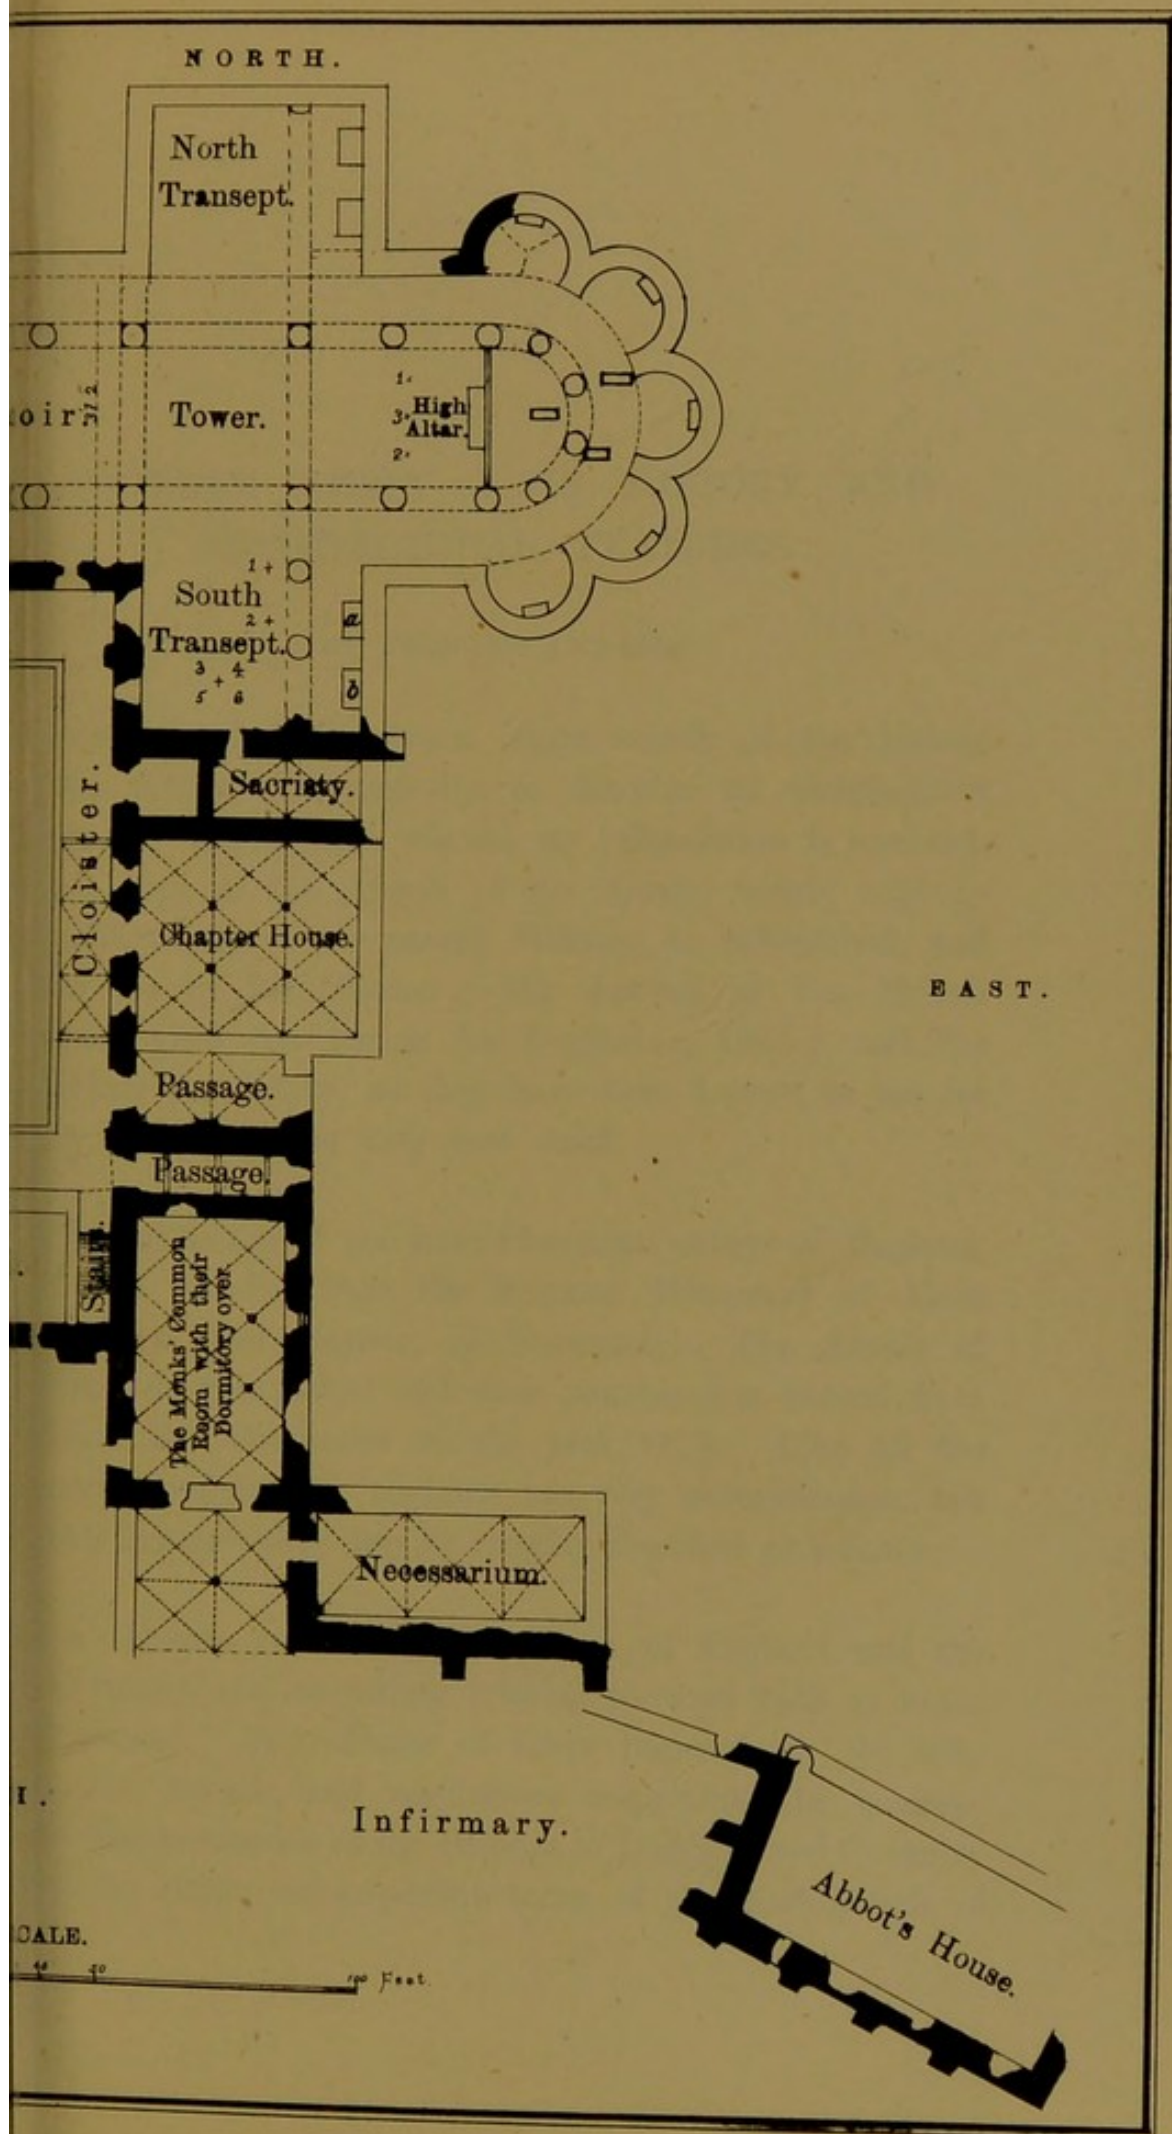 NORTH.
North
Transept.
oir
Tower.
1
3
2
High
Altar.
1
South
2
Transept.
3 4
5 6
a
b
Sacristy.
Cloister.
Chapter House.
EAST.
Passage.
Passage.
Stairs.
The Monks' Common
Room with their
Dormitory over
Necessarium.
Infirmary.
Abbot's House.
CALE.
100 Feet.